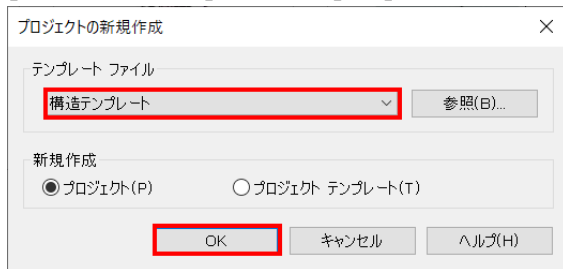 プロジェクトの新規作成
テンプレート ファイル
構造テンプレート
参照(B)...
新規作成
プロジェクト(P) プロジェクト テンプレート(T)
OK キャンセル ヘルプ(H)